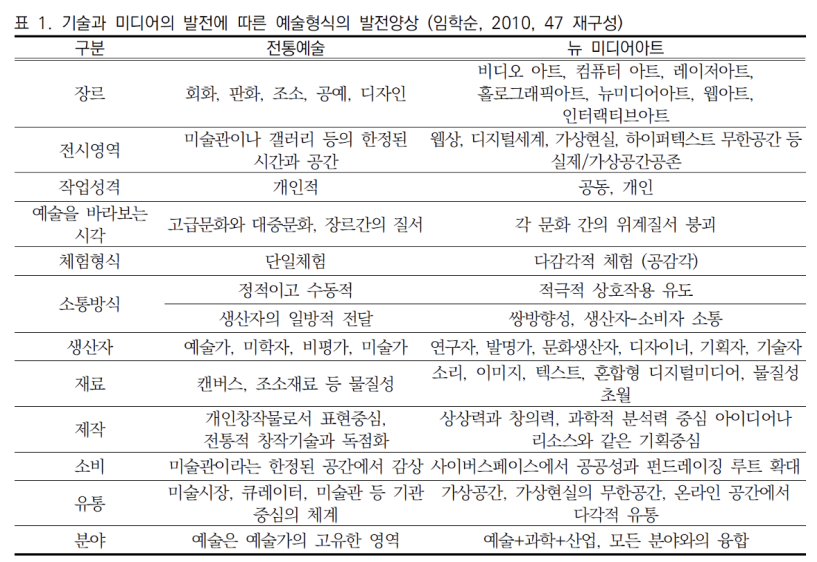 표 1. 기술과 미디어의 발전에 따른 예술형식의 발전양상 (임학순, 2010, 47 재구성)
구분 전통예술 뉴 미디어아트
장르 회화, 판화, 조소, 공예, 디자인 비디오 아트, 컴퓨터 아트, 레이저아트,
홀로그래픽아트, 뉴미디어아트, 웹아트,
인터랙티브아트
전시영역 미술관이나 갤러리 등의 한정된 웹상, 디지털세계, 가상현실, 하이퍼텍스트 무한공간 등
시간과 공간 실제/가상공간공존
작업성격 개인적 공동, 개인
예술을 바라보는
시각 고급문화와 대중문화, 장르간의 질서 각 문화 간의 위계질서 붕괴
체험형식 단일체험 다감각적 체험 (공감각)
소통방식 정적이고 수동적 적극적 상호작용 유도
생산자의 일방적 전달 쌍방향성, 생산자-소비자 소통
생산자 예술가, 미학자, 비평가, 미술가 연구자, 발명가, 문화생산자, 디자이너, 기획자, 기술자
재료 캔버스, 조소재료 등 물질성 소리, 이미지, 텍스트, 혼합형 디지털미디어, 물질성
초월
제작 개인창작물로서 표현중심, 상상력과 창의력, 과학적 분석력 중심 아이디어나
전통적 창작기술과 독점화 리소스와 같은 기획중심
소비 미술관이라는 한정된 공간에서 감상 사이버스페이스에서 공공성과 펀드레이징 루트 확대
유통 미술시장, 큐레이터, 미술관 등 기관 가상공간, 가상현실의 무한공간, 온라인 공간에서
중심의 체계 다각적 유통
분야 예술은 예술가의 고유한 영역 예술+과학+산업, 모든 분야와의 융합